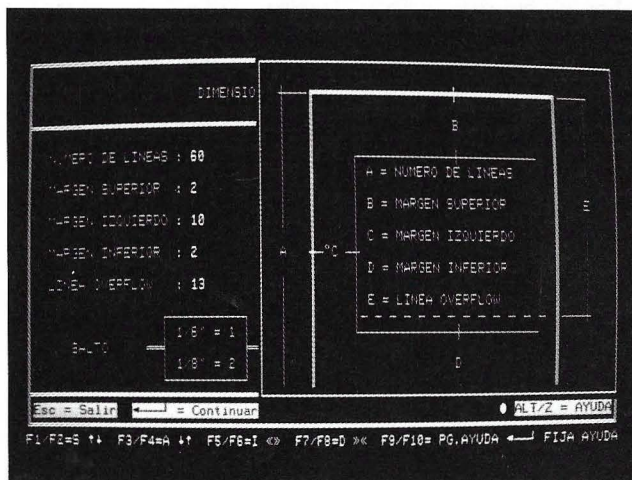 DIMENSIO
NUMERO DE LINEAS : 60
MARGEN SUPERIOR : 2
MARGEN IZQUIERDO : 10
MARGEN INFERIOR : 2
LINEA OVERFLOW : 13
SALTO
1/6" = 1
1/8" = 2
A
B
ºC
D
E
A = NUMERO DE LINEAS
B = MARGEN SUPERIOR
C = MARGEN IZQUIERDO
D = MARGEN INFERIOR
E = LINEA OVERFLOW
Esc = Salir ◄──┘ = Continuar
ALT/Z = AYUDA
F1/F2=S ↑↓ F3/F4=A ↓↑ F5/F6=I «» F7/F8=D »« F9/F10= PG.AYUDA ◄──┘ FIJA AYUDA